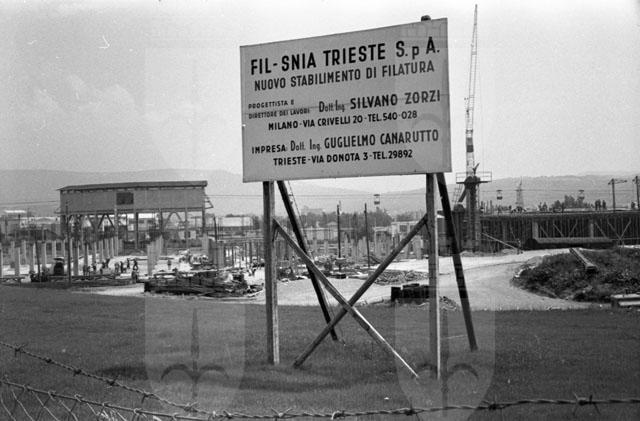 FIL-SNIA TRIESTE S.p A.
NUOVO STABILIMENTO DI FILATURA
PROGETTISTA E
DIRETTORE DEI LAVORI Dott. Ing. SILVANO ZORZI
MILANO - VIA CRIVELLI 20 - TEL 540-028
IMPRESA: Dott. Ing. GUGLIELMO CANARUTTO
TRIESTE - VIA DONOTA 3 - TEL. 29892